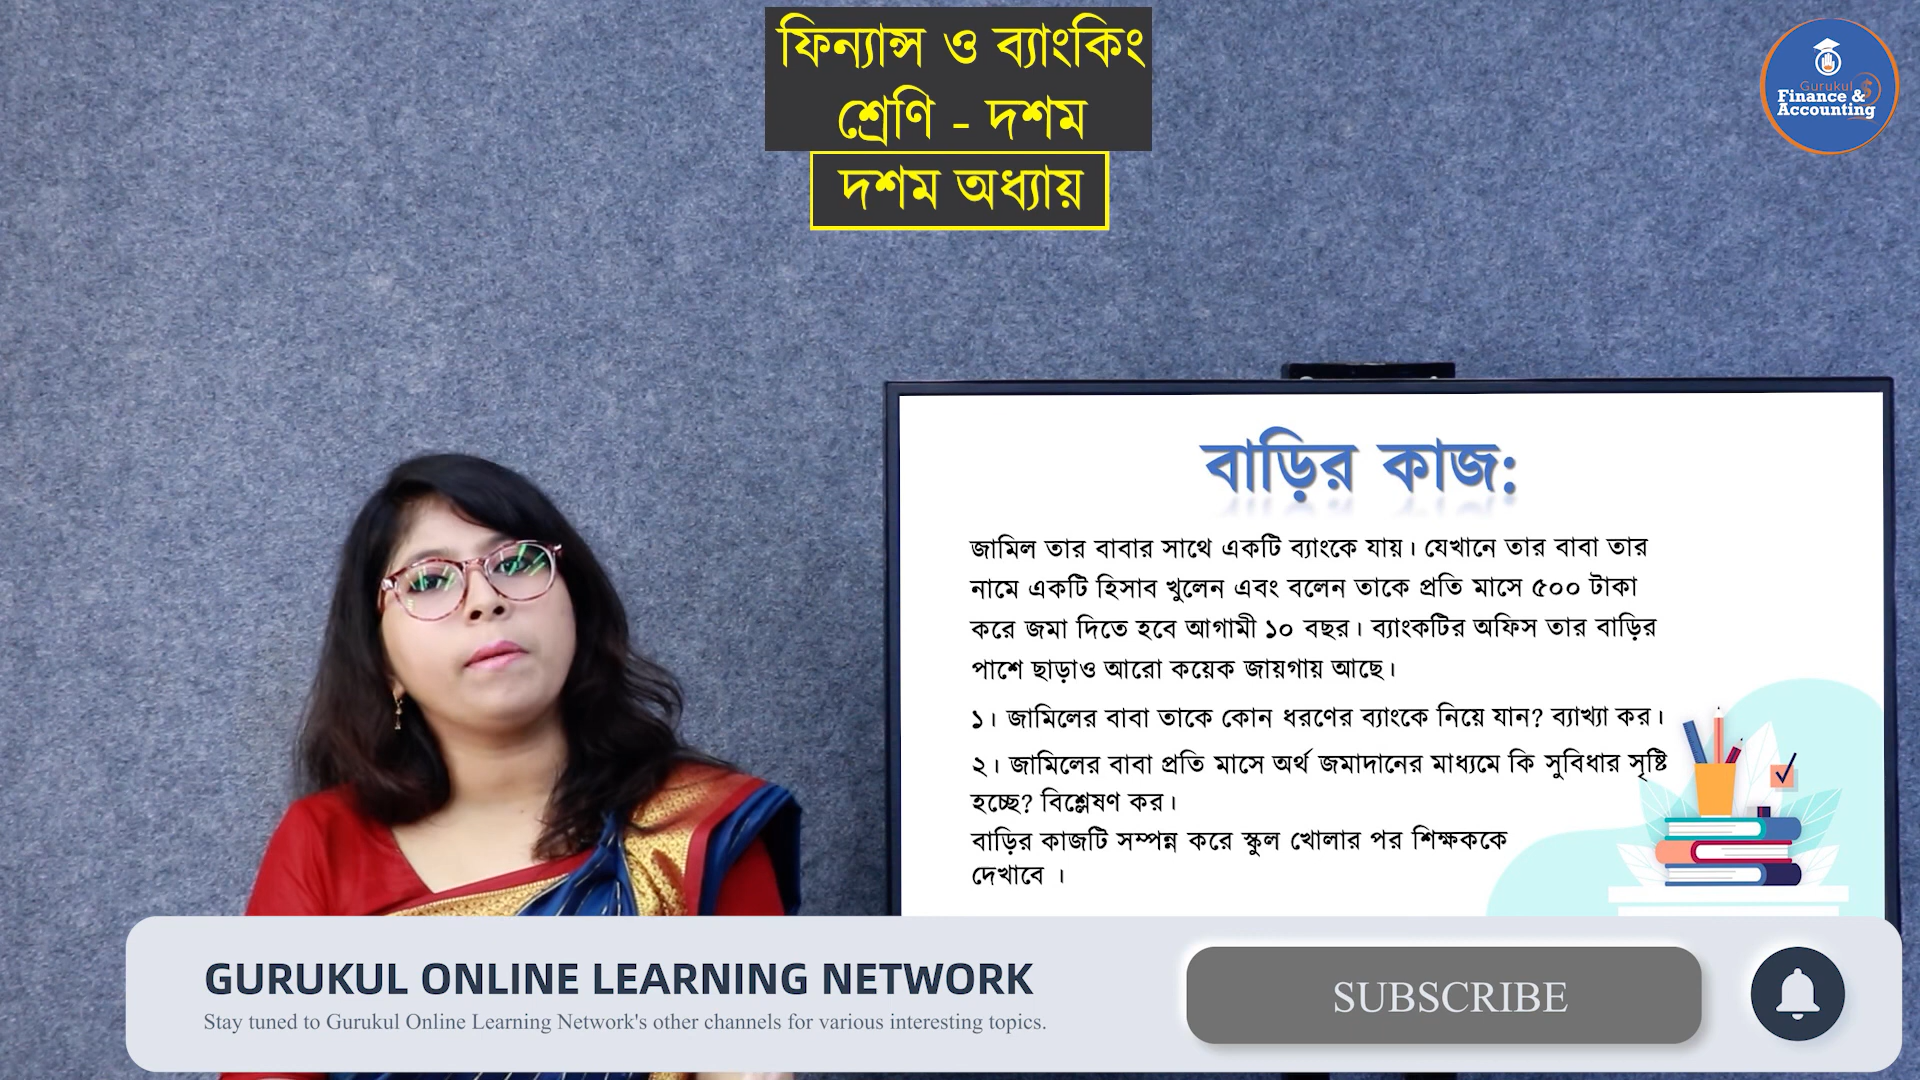 ফিন্যান্স ও ব্যাংকিং
শ্রেণি - দশম
দশম অধ্যায়
Gurukul
Finance &
Accounting
বাড়ির কাজ:
জামিল তার বাবার সাথে একটি ব্যাংকে যায়। যেখানে তার বাবা তার
নামে একটি হিসাব খুলেন এবং বলেন তাকে প্রতি মাসে ৫০০ টাকা
করে জমা দিতে হবে আগামী ১০ বছর। ব্যাংকটির অফিস তার বাড়ির
পাশে ছাড়াও আরো কয়েক জায়গায় আছে।
১। জামিলের বাবা তাকে কোন ধরণের ব্যাংকে নিয়ে যান? ব্যাখ্যা কর।
২। জামিলের বাবা প্রতি মাসে অর্থ জমাদানের মাধ্যমে কি সুবিধার সৃষ্টি
হচ্ছে? বিশ্লেষণ কর।
বাড়ির কাজটি সম্পন্ন করে স্কুল খোলার পর শিক্ষককে
দেখাবে ।
GURUKUL ONLINE LEARNING NETWORK
Stay tuned to Gurukul Online Learning Network's other channels for various interesting topics.
SUBSCRIBE